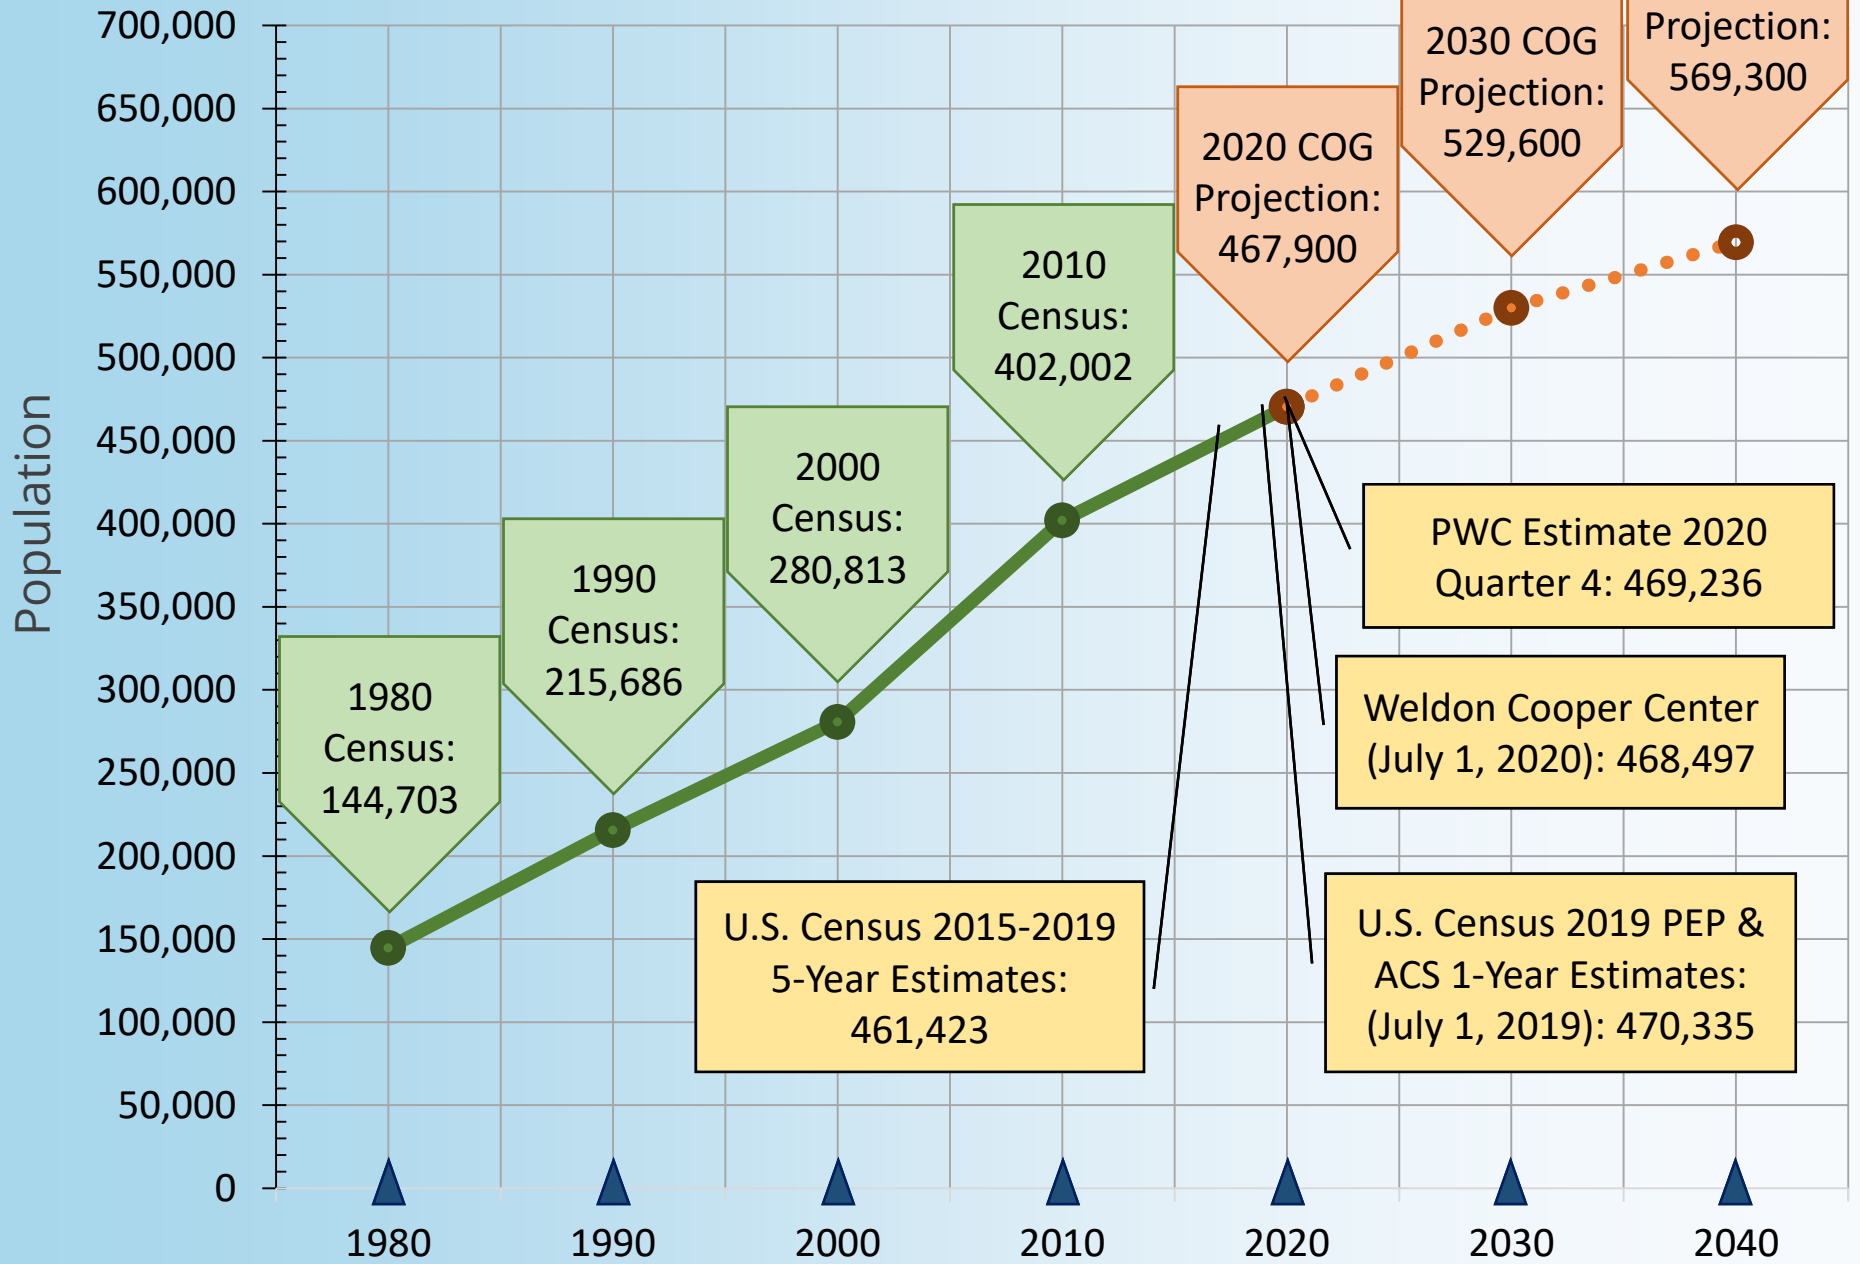 Population
700,000
650,000
600,000
550,000
500,000
450,000
400,000
350,000
300,000
250,000
200,000
150,000
100,000
50,000
0
1980
Census:
144,703
1990
Census:
215,686
2000
Census:
280,813
2010
Census:
402,002
2020 COG
Projection:
467,900
2030 COG
Projection:
529,600
Projection:
569,300
PWC Estimate 2020
Quarter 4: 469,236
Weldon Cooper Center
(July 1, 2020): 468,497
U.S. Census 2015-2019
5-Year Estimates:
461,423
U.S. Census 2019 PEP &
ACS 1-Year Estimates:
(July 1, 2019): 470,335
1980
1990
2000
2010
2020
2030
2040